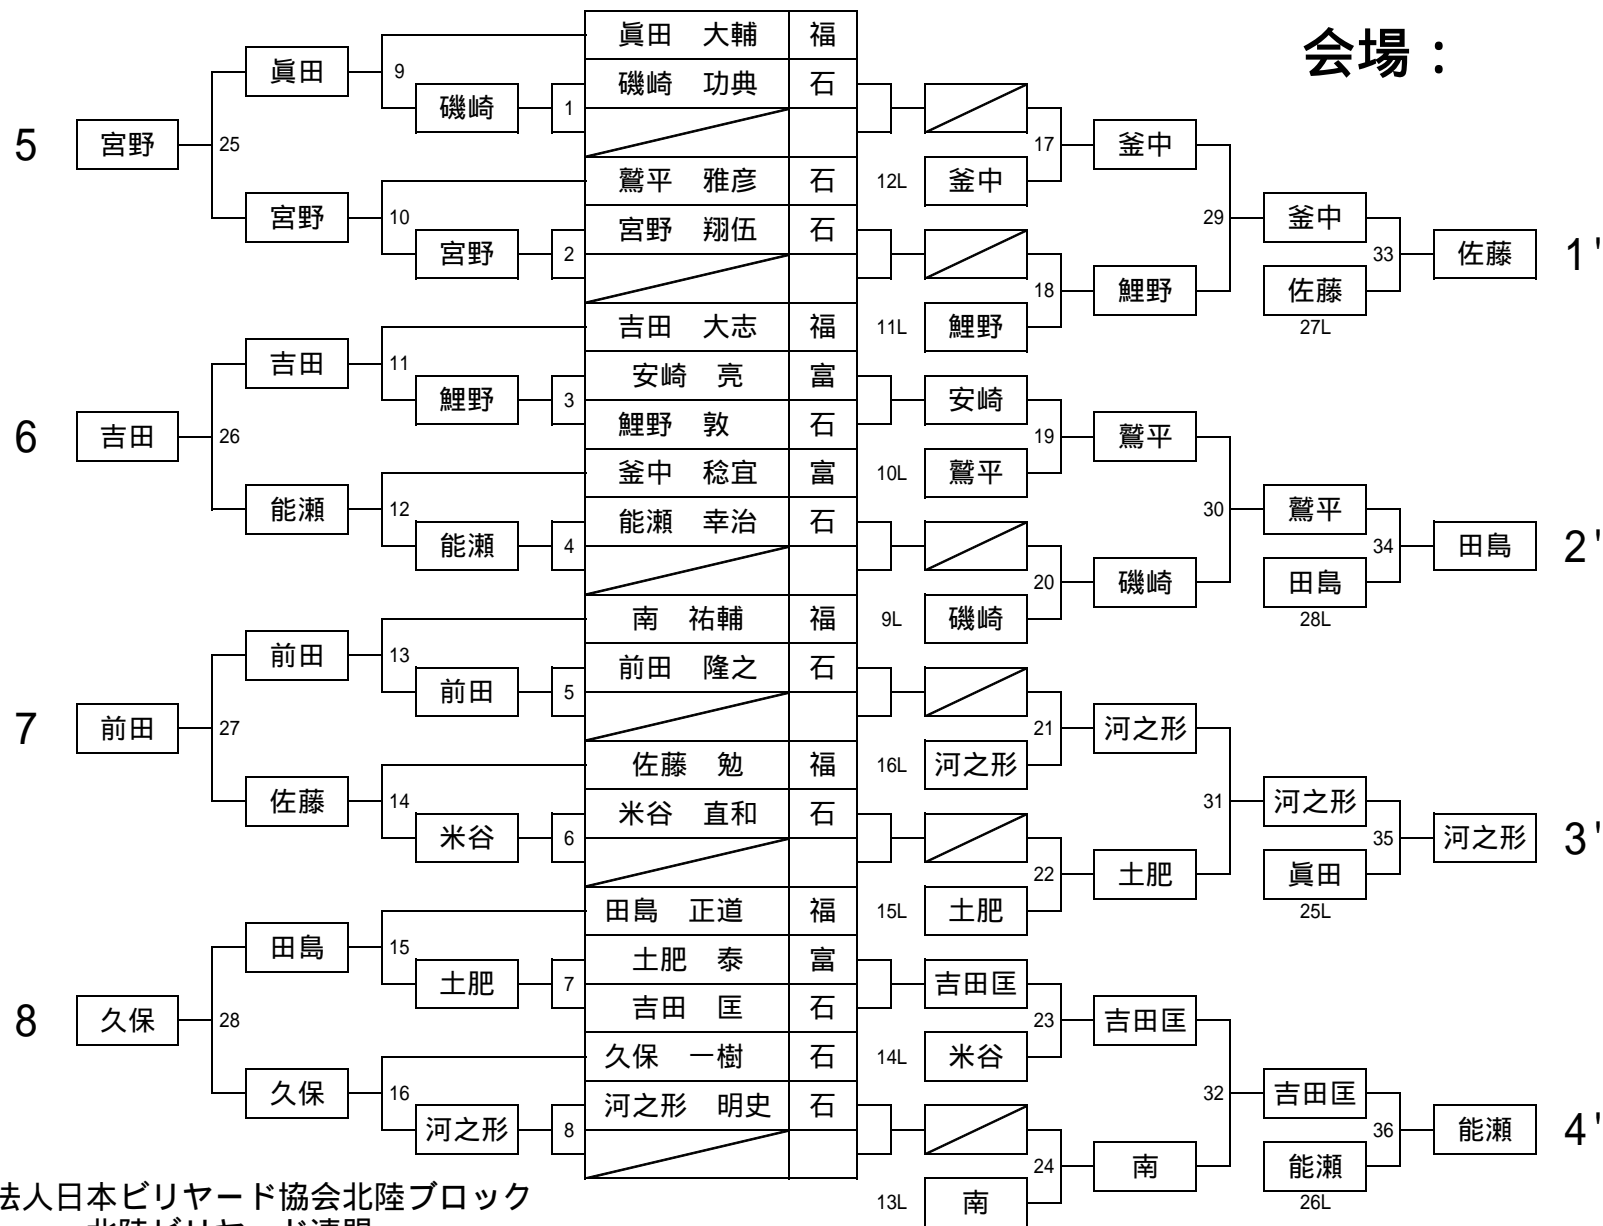 会場：
眞田　大輔 福
眞田 9
磯崎　功典 石
磯崎 1
5 宮野 25
17 釜中
鷲平　雅彦 石 12L 釜中
宮野 10
宮野　翔伍 石
29 釜中
宮野 2
33 佐藤 1'
18 鯉野 佐藤
吉田　大志 福 11L 鯉野 27L
吉田 11
安崎　亮 富
鯉野 3 安崎
鯉野　敦 石
6 吉田 26
19 鷲平
釜中　稔宜 富 10L 鷲平
能瀬 12
能瀬　幸治 石
30 鷲平
能瀬 4
34 田島 2'
20 磯崎 田島
南　祐輔 福 9L 磯崎 28L
前田 13
前田　隆之 石
前田 5
7 前田 27
21 河之形
佐藤　勉 福 16L 河之形
佐藤 14
米谷　直和 石
31 河之形
米谷 6
35 河之形 3'
22 土肥 眞田
田島　正道 福 15L 土肥 25L
田島 15
土肥　泰 富
土肥 7 吉田匡
吉田　匡 石
8 久保 28
23 吉田匡
久保　一樹 石 14L 米谷
久保 16
河之形　明史 石
32 吉田匡
河之形 8
36 能瀬 4'
24 南 能瀬
13L 南 26L
法人日本ビリヤード協会北陸ブロック
北陸ビリヤード連盟